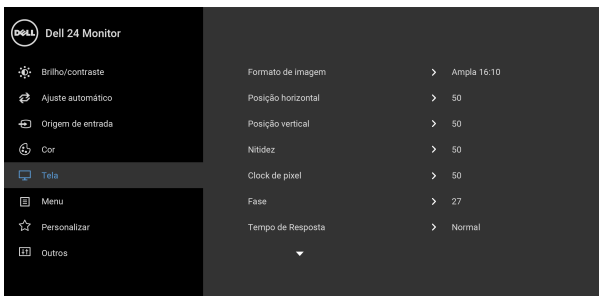 DELL Dell 24 Monitor
Brilho/contraste
Ajuste automático
Origem de entrada
Cor
Tela
Menu
Personalizar
Outros
Formato de imagem Ampla 16:10
Posição horizontal 50
Posição vertical 50
Nitidez 50
Clock de pixel 50
Fase 27
Tempo de Resposta Normal